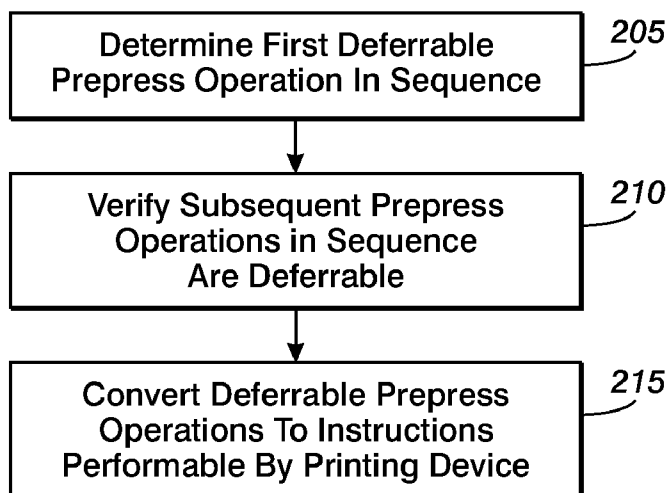 Determine First Deferrable
Prepress Operation In Sequence
205
Verify Subsequent Prepress
Operations in Sequence
Are Deferrable
210
Convert Deferrable Prepress
Operations To Instructions
Performable By Printing Device
215